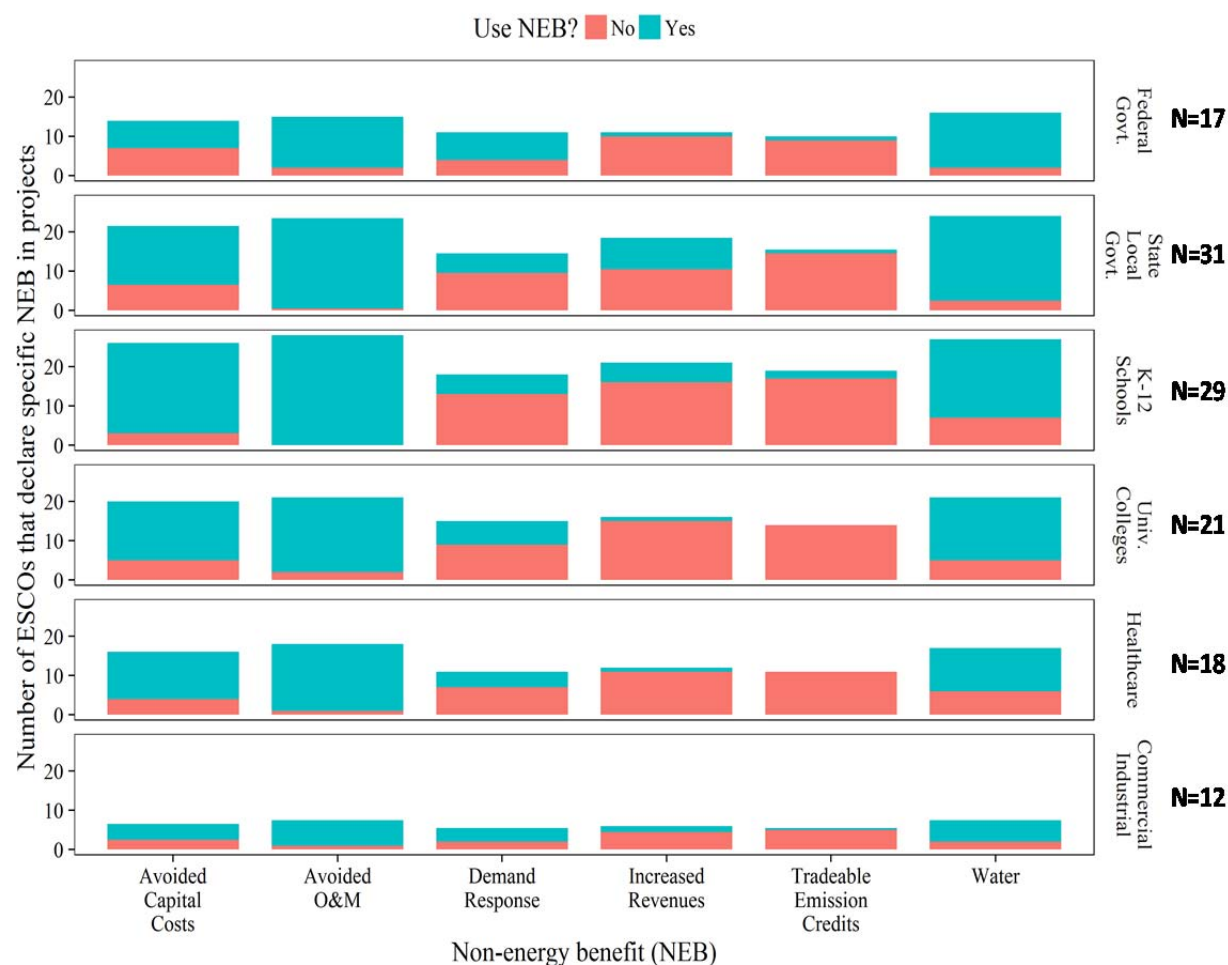 Use NEB? No Yes
Number of ESCOs that declare specific NEB in projects
20
10
0
Federal
Govt.
N=17
20
10
0
State
Local
Govt.
N=31
20
10
0
K-12
Schools
N=29
20
10
0
Univ.
Colleges
N=21
20
10
0
Healthcare
N=18
20
10
0
Commercial
Industrial
N=12
Avoided
Capital
Costs
Avoided
O&M
Demand
Response
Increased
Revenues
Tradeable
Emission
Credits
Water
Non-energy benefit (NEB)